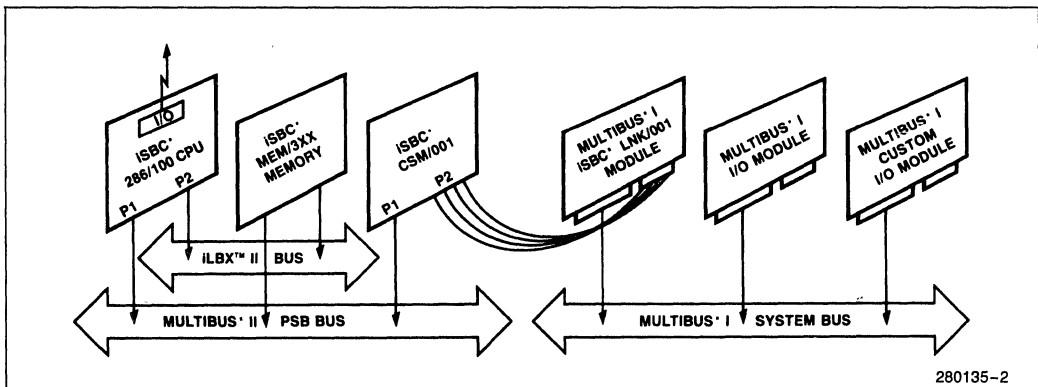 I/O
iSBC*
286/100 CPU
P1
P2
iSBC*
MEM/3XX
MEMORY
iSBC*
CSM/001
P1
P2
MULTIBUS* I
iSBC* LNK/001
MODULE
MULTIBUS* I
I/O MODULE
MULTIBUS* I
CUSTOM
I/O MODULE
iLBX™ II BUS
MULTIBUS* II PSB BUS
MULTIBUS* I SYSTEM BUS
280135-2